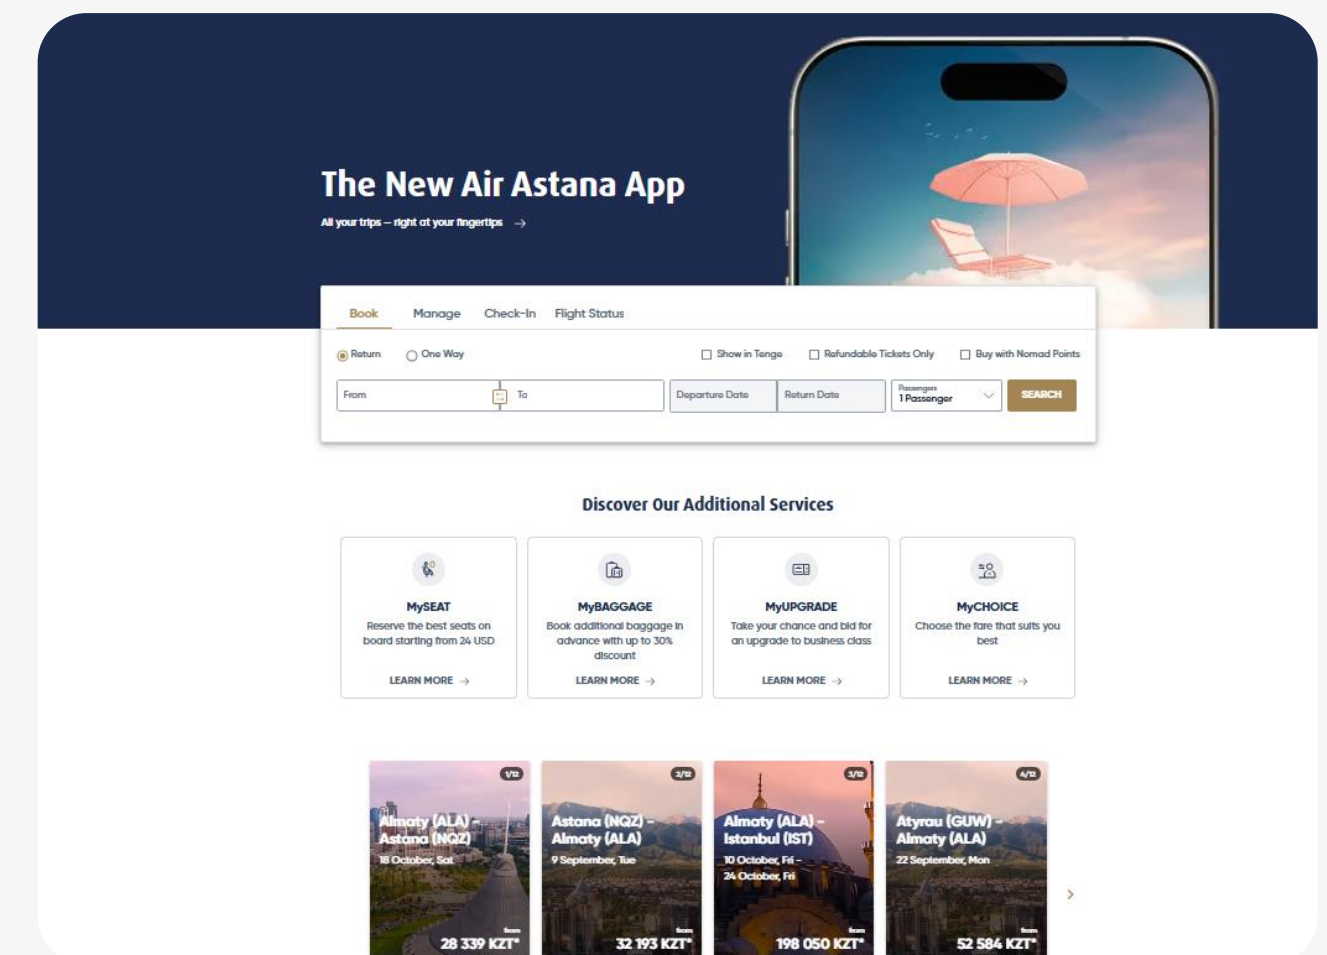 The New Air Astana App
All your trips – right at your fingertips →
Book Manage Check-In Flight Status
Return One Way Show in Tenge Refundable Tickets Only Buy with Nomad Points
From To Departure Date Return Date Passengers
1 Passenger SEARCH
Discover Our Additional Services
MySEAT
Reserve the best seats on
board starting from 24 USD
LEARN MORE →
MyBAGGAGE
Book additional baggage in
advance with up to 30%
discount
LEARN MORE →
MyUPGRADE
Take your chance and bid for
an upgrade to business class
LEARN MORE →
MyCHOICE
Choose the fare that suits you
best
LEARN MORE →
1/12
Almaty (ALA) –
Astana (NQZ)
18 October, Sat
from
28 339 KZT*
2/12
Astana (NQZ) –
Almaty (ALA)
9 September, Tue
from
32 193 KZT*
3/12
Almaty (ALA) –
Istanbul (IST)
10 October, Fri –
24 October, Fri
from
198 050 KZT*
4/12
Atyrau (GUW) –
Almaty (ALA)
22 September, Mon
from
52 584 KZT*